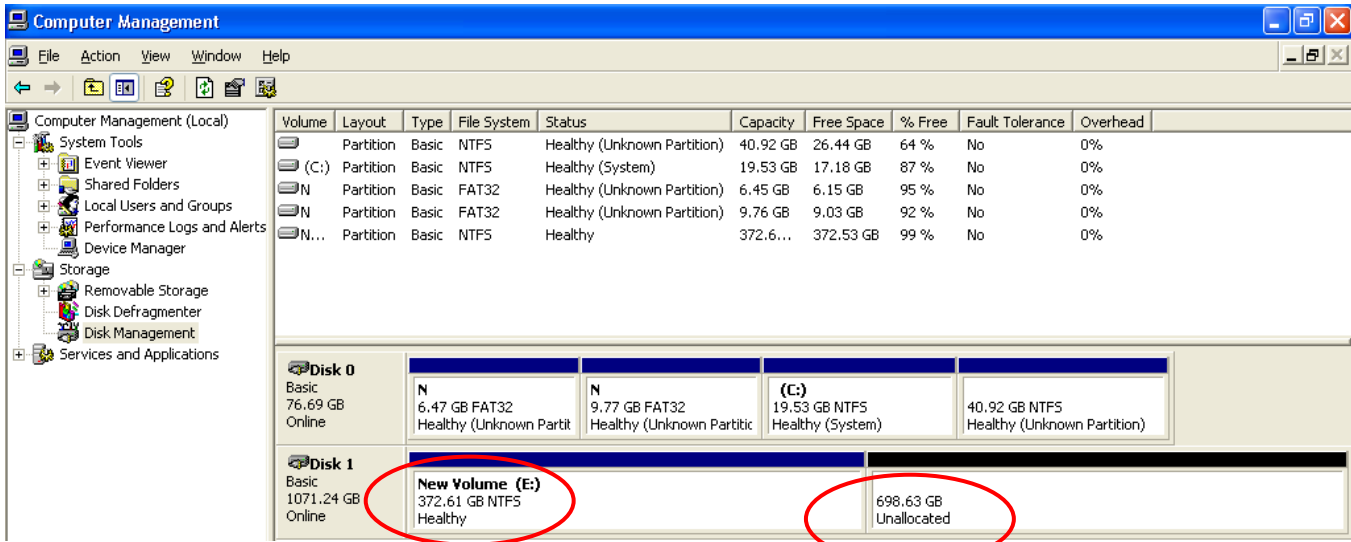 Computer Management
File Action View Window Help
Computer Management (Local)
System Tools
Event Viewer
Shared Folders
Local Users and Groups
Performance Logs and Alerts
Device Manager
Storage
Removable Storage
Disk Defragmenter
Disk Management
Services and Applications
Volume Layout Type File System Status Capacity Free Space % Free Fault Tolerance Overhead
Partition Basic NTFS Healthy (Unknown Partition) 40.92 GB 26.44 GB 64 % No 0%
(C:) Partition Basic NTFS Healthy (System) 19.53 GB 17.18 GB 87 % No 0%
N Partition Basic FAT32 Healthy (Unknown Partition) 6.45 GB 6.15 GB 95 % No 0%
N Partition Basic FAT32 Healthy (Unknown Partition) 9.76 GB 9.03 GB 92 % No 0%
N... Partition Basic NTFS Healthy 372.6... 372.53 GB 99 % No 0%
Disk 0
Basic
76.69 GB
Online
N
6.47 GB FAT32
Healthy (Unknown Partit
N
9.77 GB FAT32
Healthy (Unknown Partitic
(C:)
19.53 GB NTFS
Healthy (System)
40.92 GB NTFS
Healthy (Unknown Partition)
Disk 1
Basic
1071.24 GB
Online
New Volume (E:)
372.61 GB NTFS
Healthy
698.63 GB
Unallocated